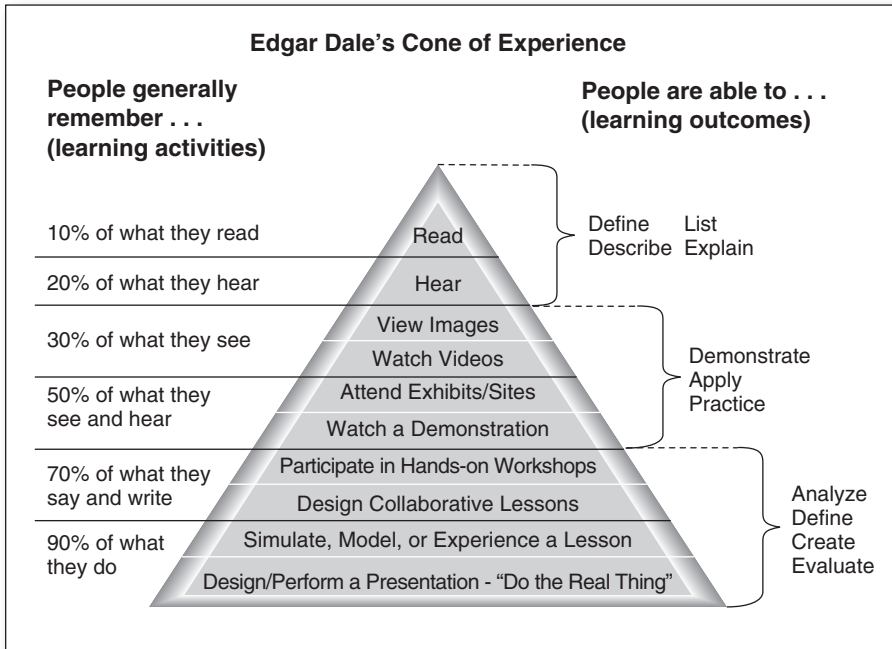 Edgar Dale's Cone of Experience
People generally
remember . . .
(learning activities)
People are able to . . .
(learning outcomes)
10% of what they read
20% of what they hear
30% of what they see
50% of what they
see and hear
70% of what they
say and write
90% of what
they do
Read
Hear
View Images
Watch Videos
Attend Exhibits/Sites
Watch a Demonstration
Participate in Hands-on Workshops
Design Collaborative Lessons
Simulate, Model, or Experience a Lesson
Design/Perform a Presentation - “Do the Real Thing”
Define List
Describe Explain
Demonstrate
Apply
Practice
Analyze
Define
Create
Evaluate